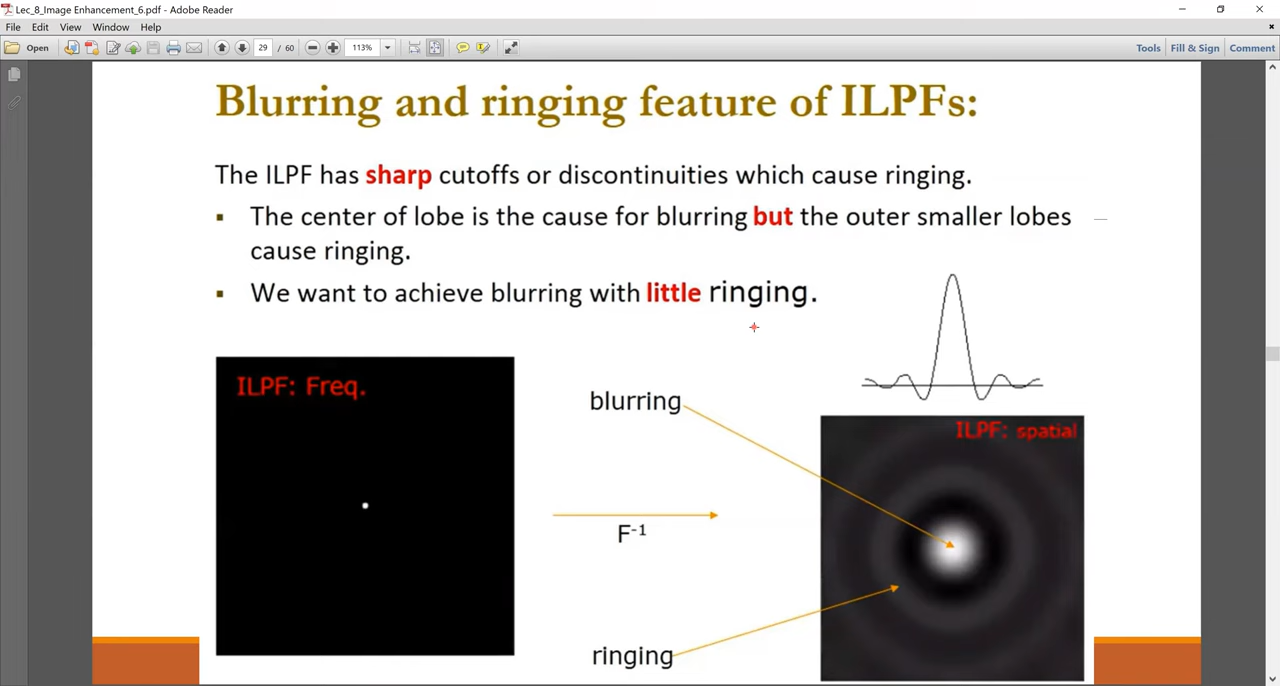 Lec_8_Image Enhancement_6.pdf - Adobe Reader
File Edit View Window Help
Open 29 / 60 113% Tools Fill & Sign Comment
Blurring and ringing feature of ILPFs:
The ILPF has sharp cutoffs or discontinuities which cause ringing.
▪ The center of lobe is the cause for blurring but the outer smaller lobes
cause ringing.
▪ We want to achieve blurring with little ringing.
ILPF: Freq.
blurring
ILPF: spatial
F-1
ringing